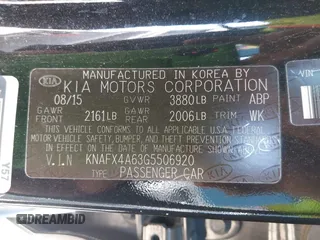 MANUFACTURED IN KOREA BY
KIA KIA MOTORS CORPORATION
08/15 GVWR 3880LB PAINT ABP
GAWR GAWR
FRONT 2161LB REAR 2006LB TRIM WK
THIS VEHICLE CONFORMS TO ALL APPLICABLE
FEDERAL MOTOR VEHICLE SAFETY, BUMPER,
AND THEFT PREVENTION STANDARDS IN EFFECT
ON THE DATE OF MANUFACTURE SHOWN ABOVE.
V.I.N KNAFX4A63G5506920
TYPE PASSENGER CAR
Y57
DREAMBID